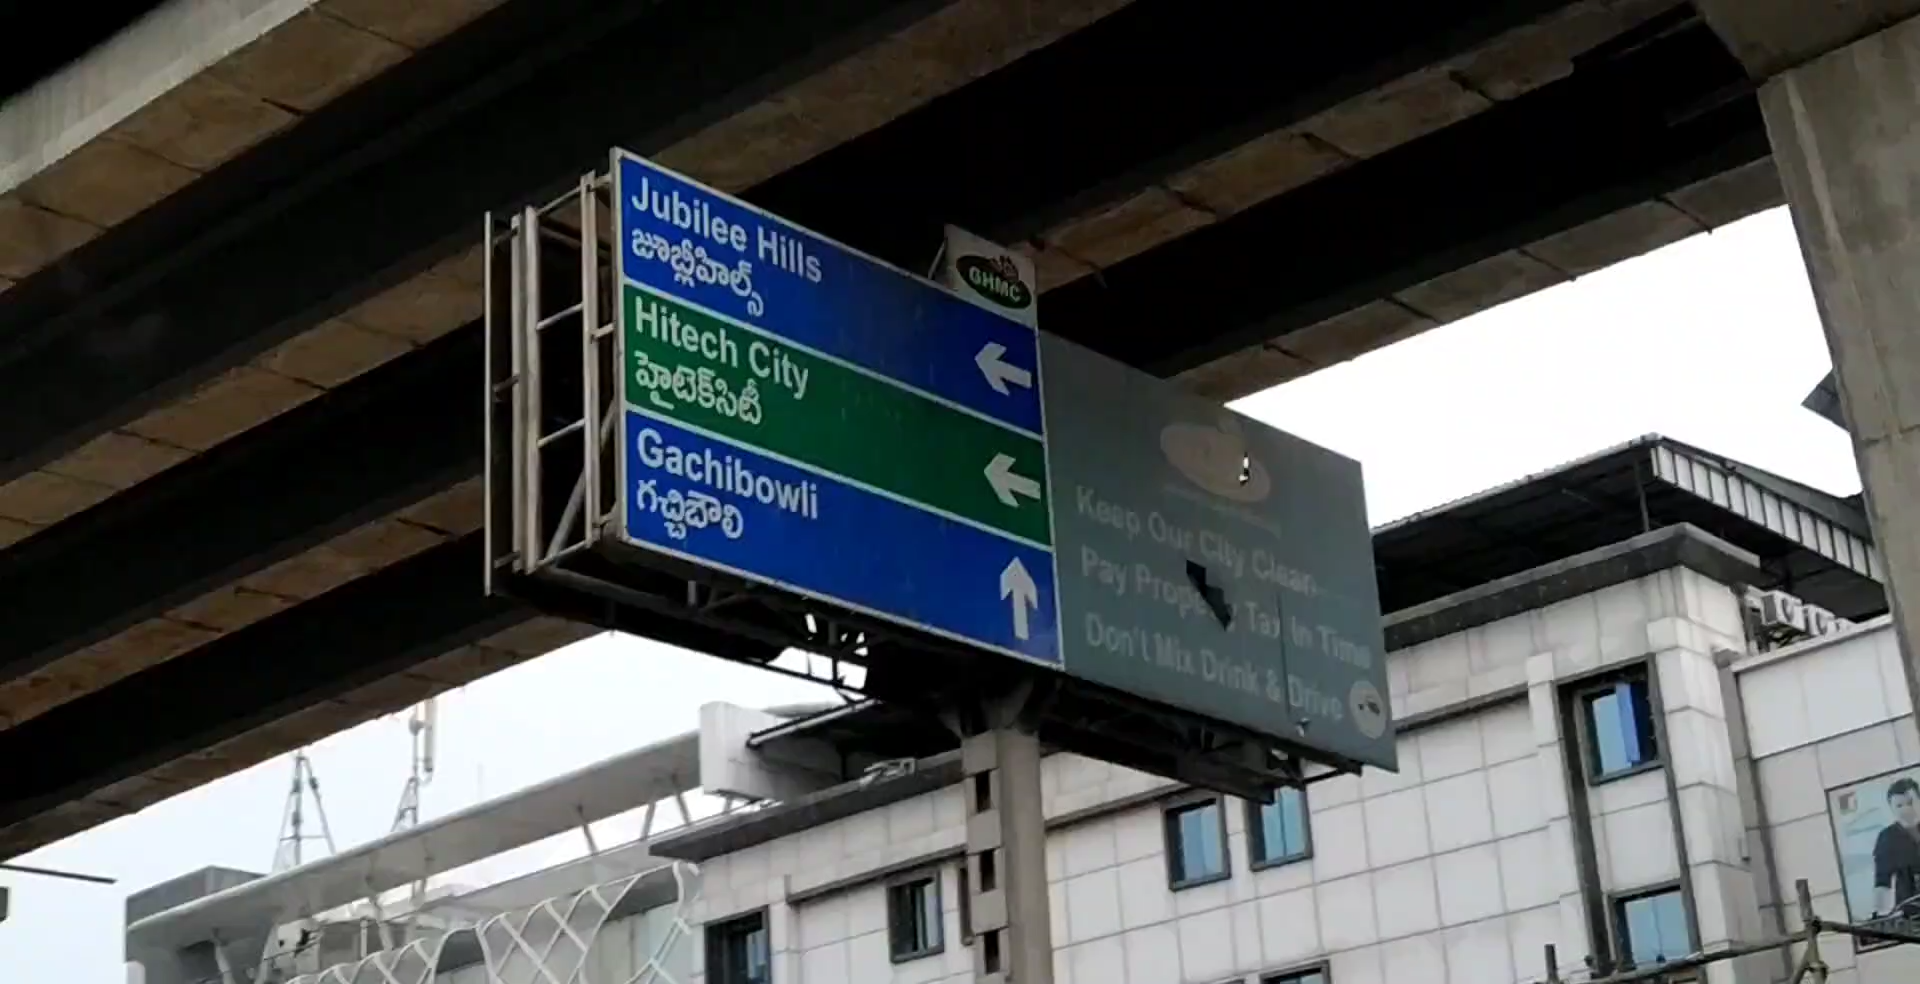 Jubilee Hills
జూబ్లీహిల్స్
Hitech City
హైటెక్‌సిటీ
Gachibowli
గచ్చిబౌలి
GHMC
Keep Our City Clean
Pay Property Tax In Time
Don't Mix Drink & Drive